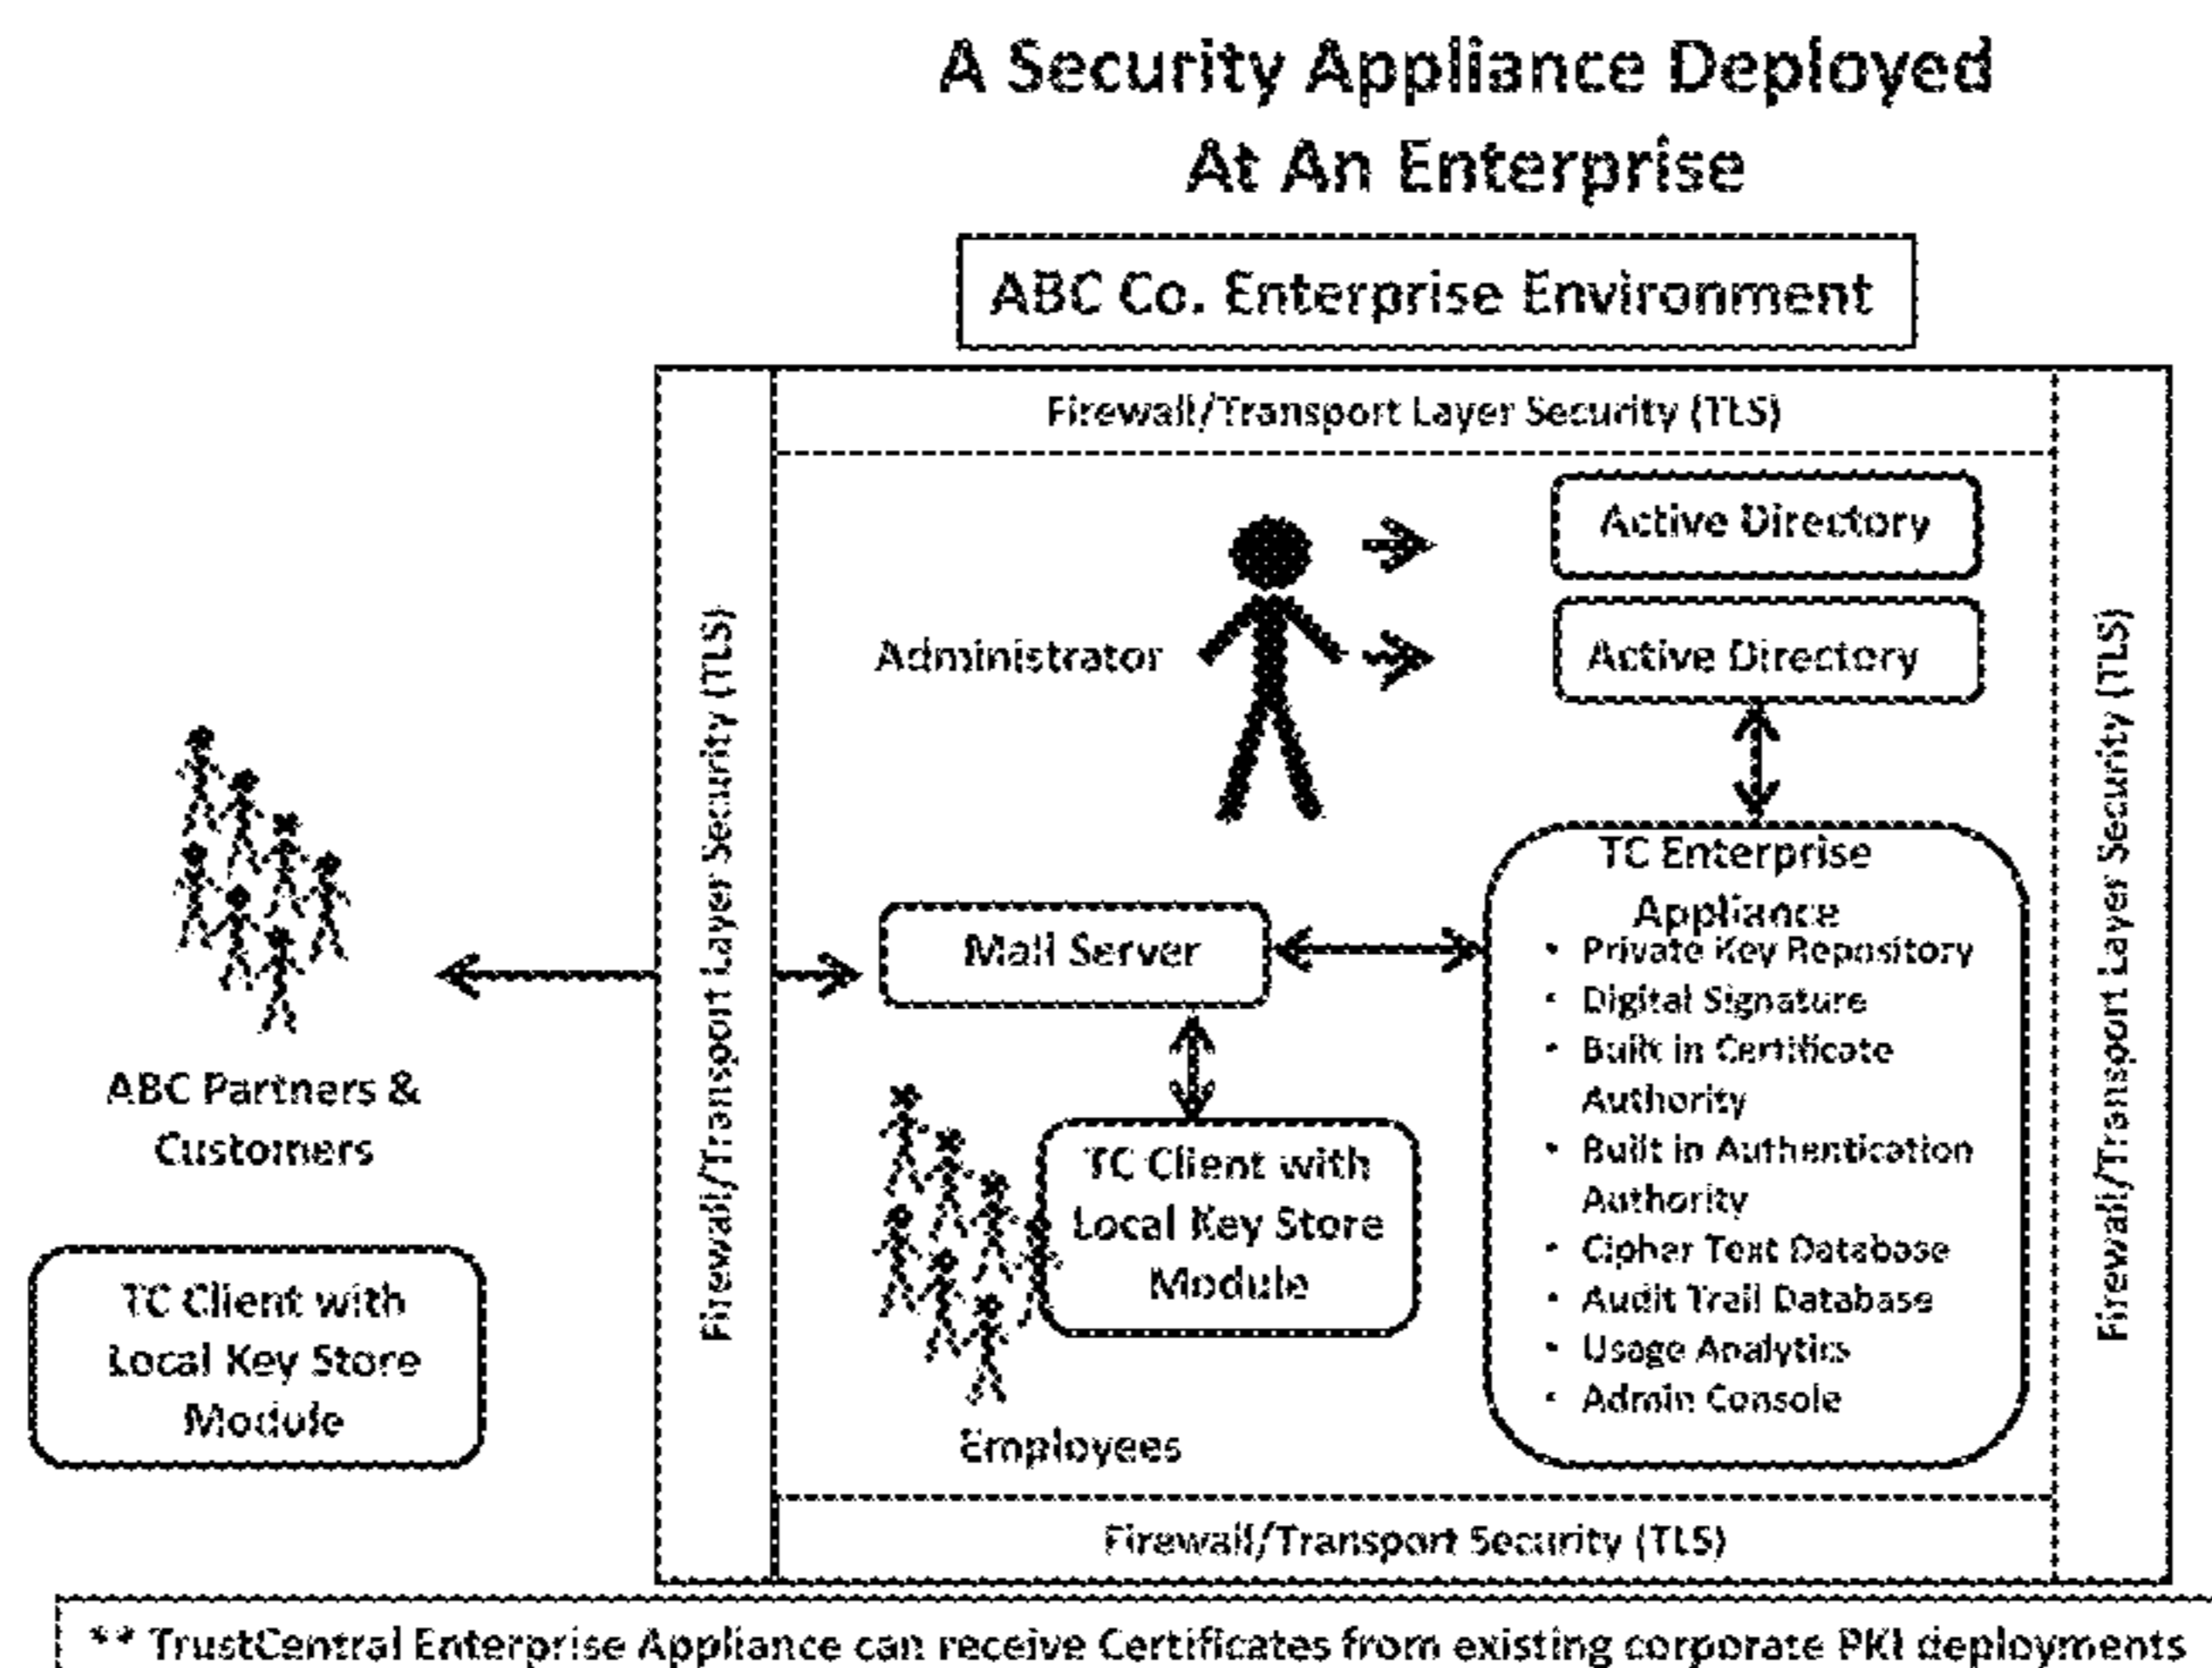 A Security Appliance Deployed
At An Enterprise
ABC Co. Enterprise Environment
Firewall/Transport Layer Security (TLS)
Firewall/Transport Layer Security (TLS)
Firewall/Transport Layer Security (TLS)
Active Directory
Administrator
Active Directory
TC Enterprise
Appliance
• Private Key Repository
• Digital Signature
• Built in Certificate
Authority
• Built in Authentication
Authority
• Cipher Text Database
• Audit Trail Database
• Usage Analytics
• Admin Console
Mail Server
TC Client with
Local Key Store
Module
Employees
ABC Partners &
Customers
TC Client with
Local Key Store
Module
Firewall/Transport Security (TLS)
** TrustCentral Enterprise Appliance can receive Certificates from existing corporate PKI deployments